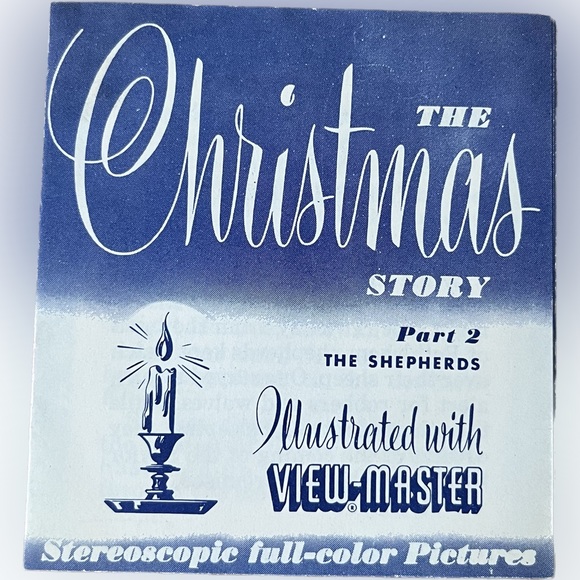 THE
Christmas
STORY
Part 2
THE SHEPHERDS
Illustrated with
VIEW-MASTER®
Stereoscopic full-color Pictures